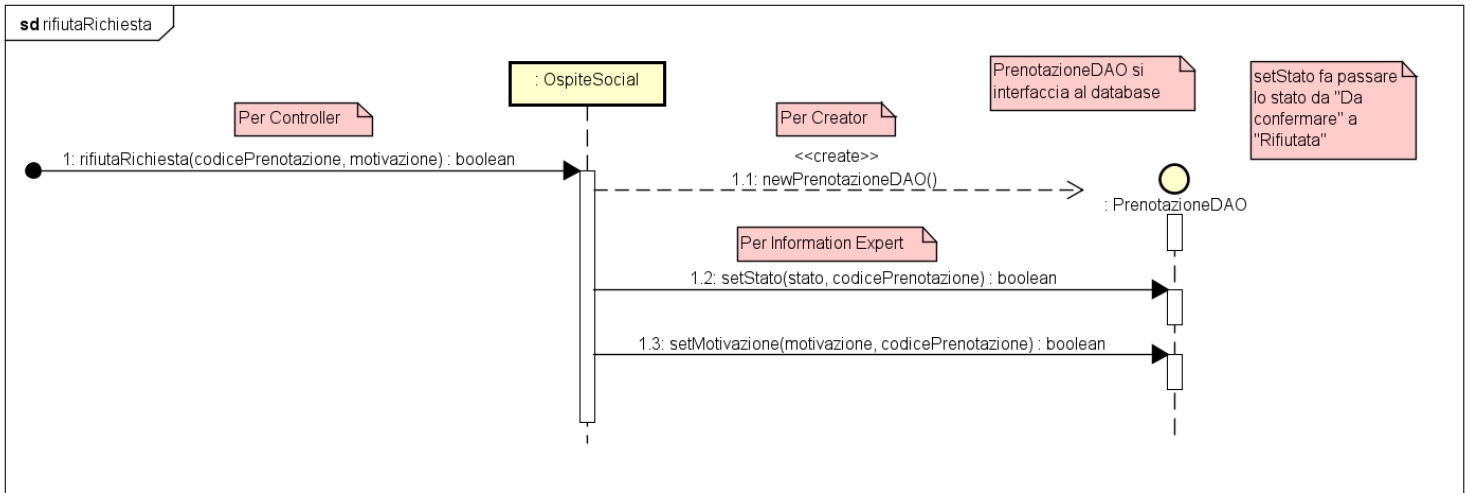 sd rifiutaRichiesta
: OspiteSocial
PrenotazioneDAO si
interfaccia al database
setStato fa passare
lo stato da "Da
confermare" a
"Rifiutata"
Per Controller
Per Creator
1: rifiutaRichiesta(codicePrenotazione, motivazione) : boolean
<<create>>
1.1: newPrenotazioneDAO()
: PrenotazioneDAO
Per Information Expert
1.2: setStato(stato, codicePrenotazione) : boolean
1.3: setMotivazione(motivazione, codicePrenotazione) : boolean